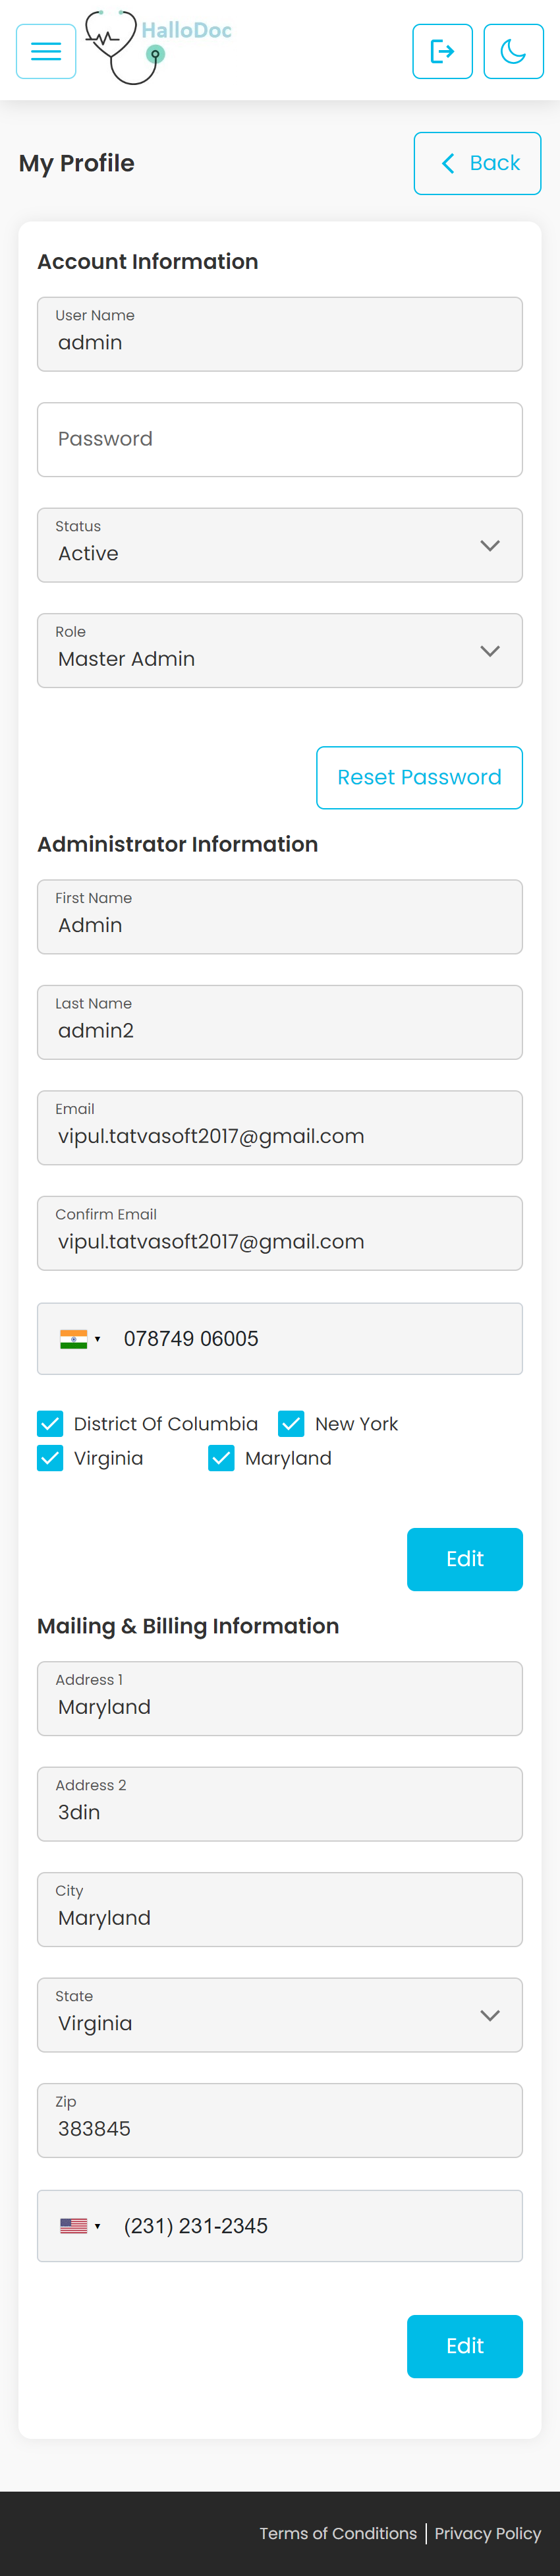 HalloDoc
My Profile
Back
Account Information
User Name
admin
Password
Status
Active
Role
Master Admin
Reset Password
Administrator Information
First Name
Admin
Last Name
admin2
Email
vipul.tatvasoft2017@gmail.com
Confirm Email
vipul.tatvasoft2017@gmail.com
078749 06005
District Of Columbia New York
Virginia Maryland
Edit
Mailing & Billing Information
Address 1
Maryland
Address 2
3din
City
Maryland
State
Virginia
Zip
383845
(231) 231-2345
Edit
Terms of Conditions | Privacy Policy